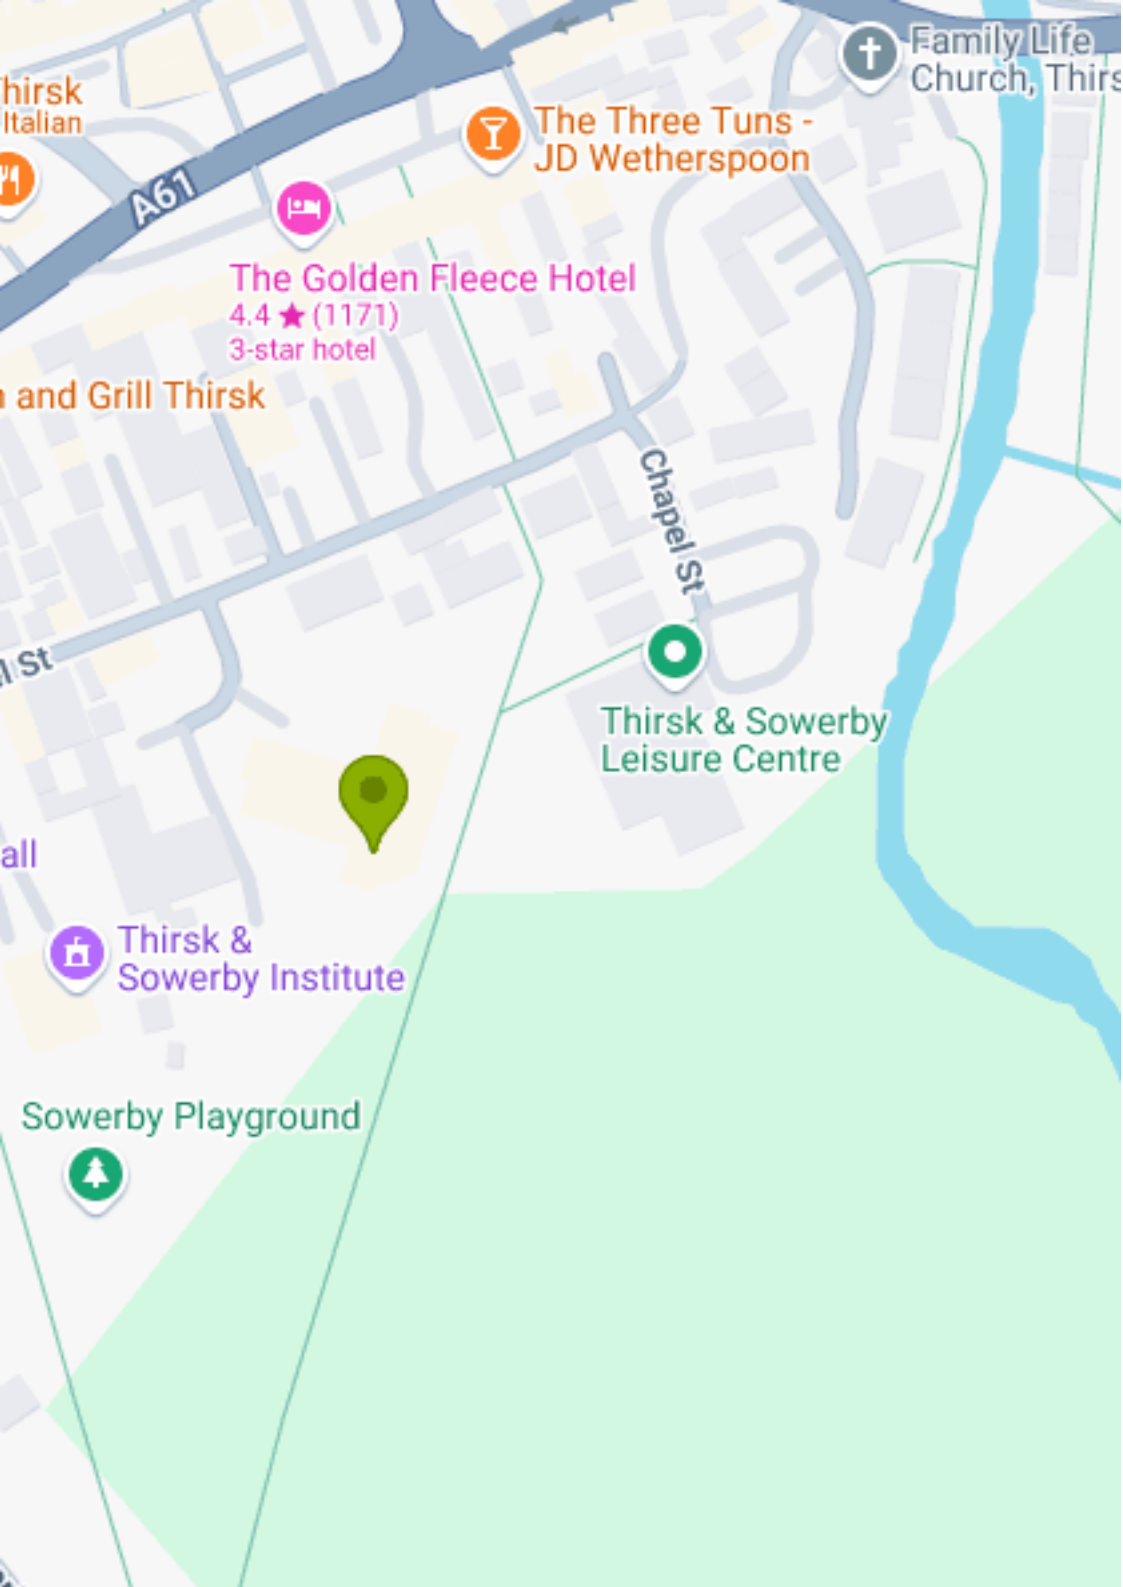 Family Life
Church, Thirs
hirsk
Italian
The Three Tuns -
JD Wetherspoon
A61
The Golden Fleece Hotel
4.4 ★ (1171)
3-star hotel
and Grill Thirsk
Chapel St
St
Thirsk & Sowerby
Leisure Centre
all
Thirsk &
Sowerby Institute
Sowerby Playground